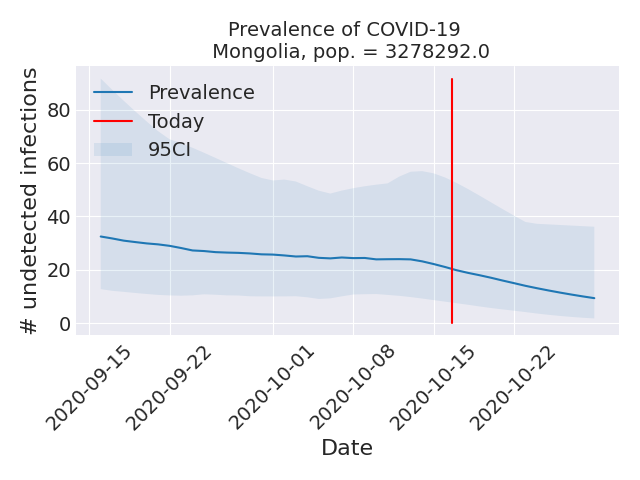 Prevalence of COVID-19
Mongolia, pop. = 3278292.0
# undetected infections
80
60
40
20
0
Prevalence
Today
95CI
2020-09-15
2020-09-22
2020-10-01
2020-10-08
2020-10-15
2020-10-22
Date